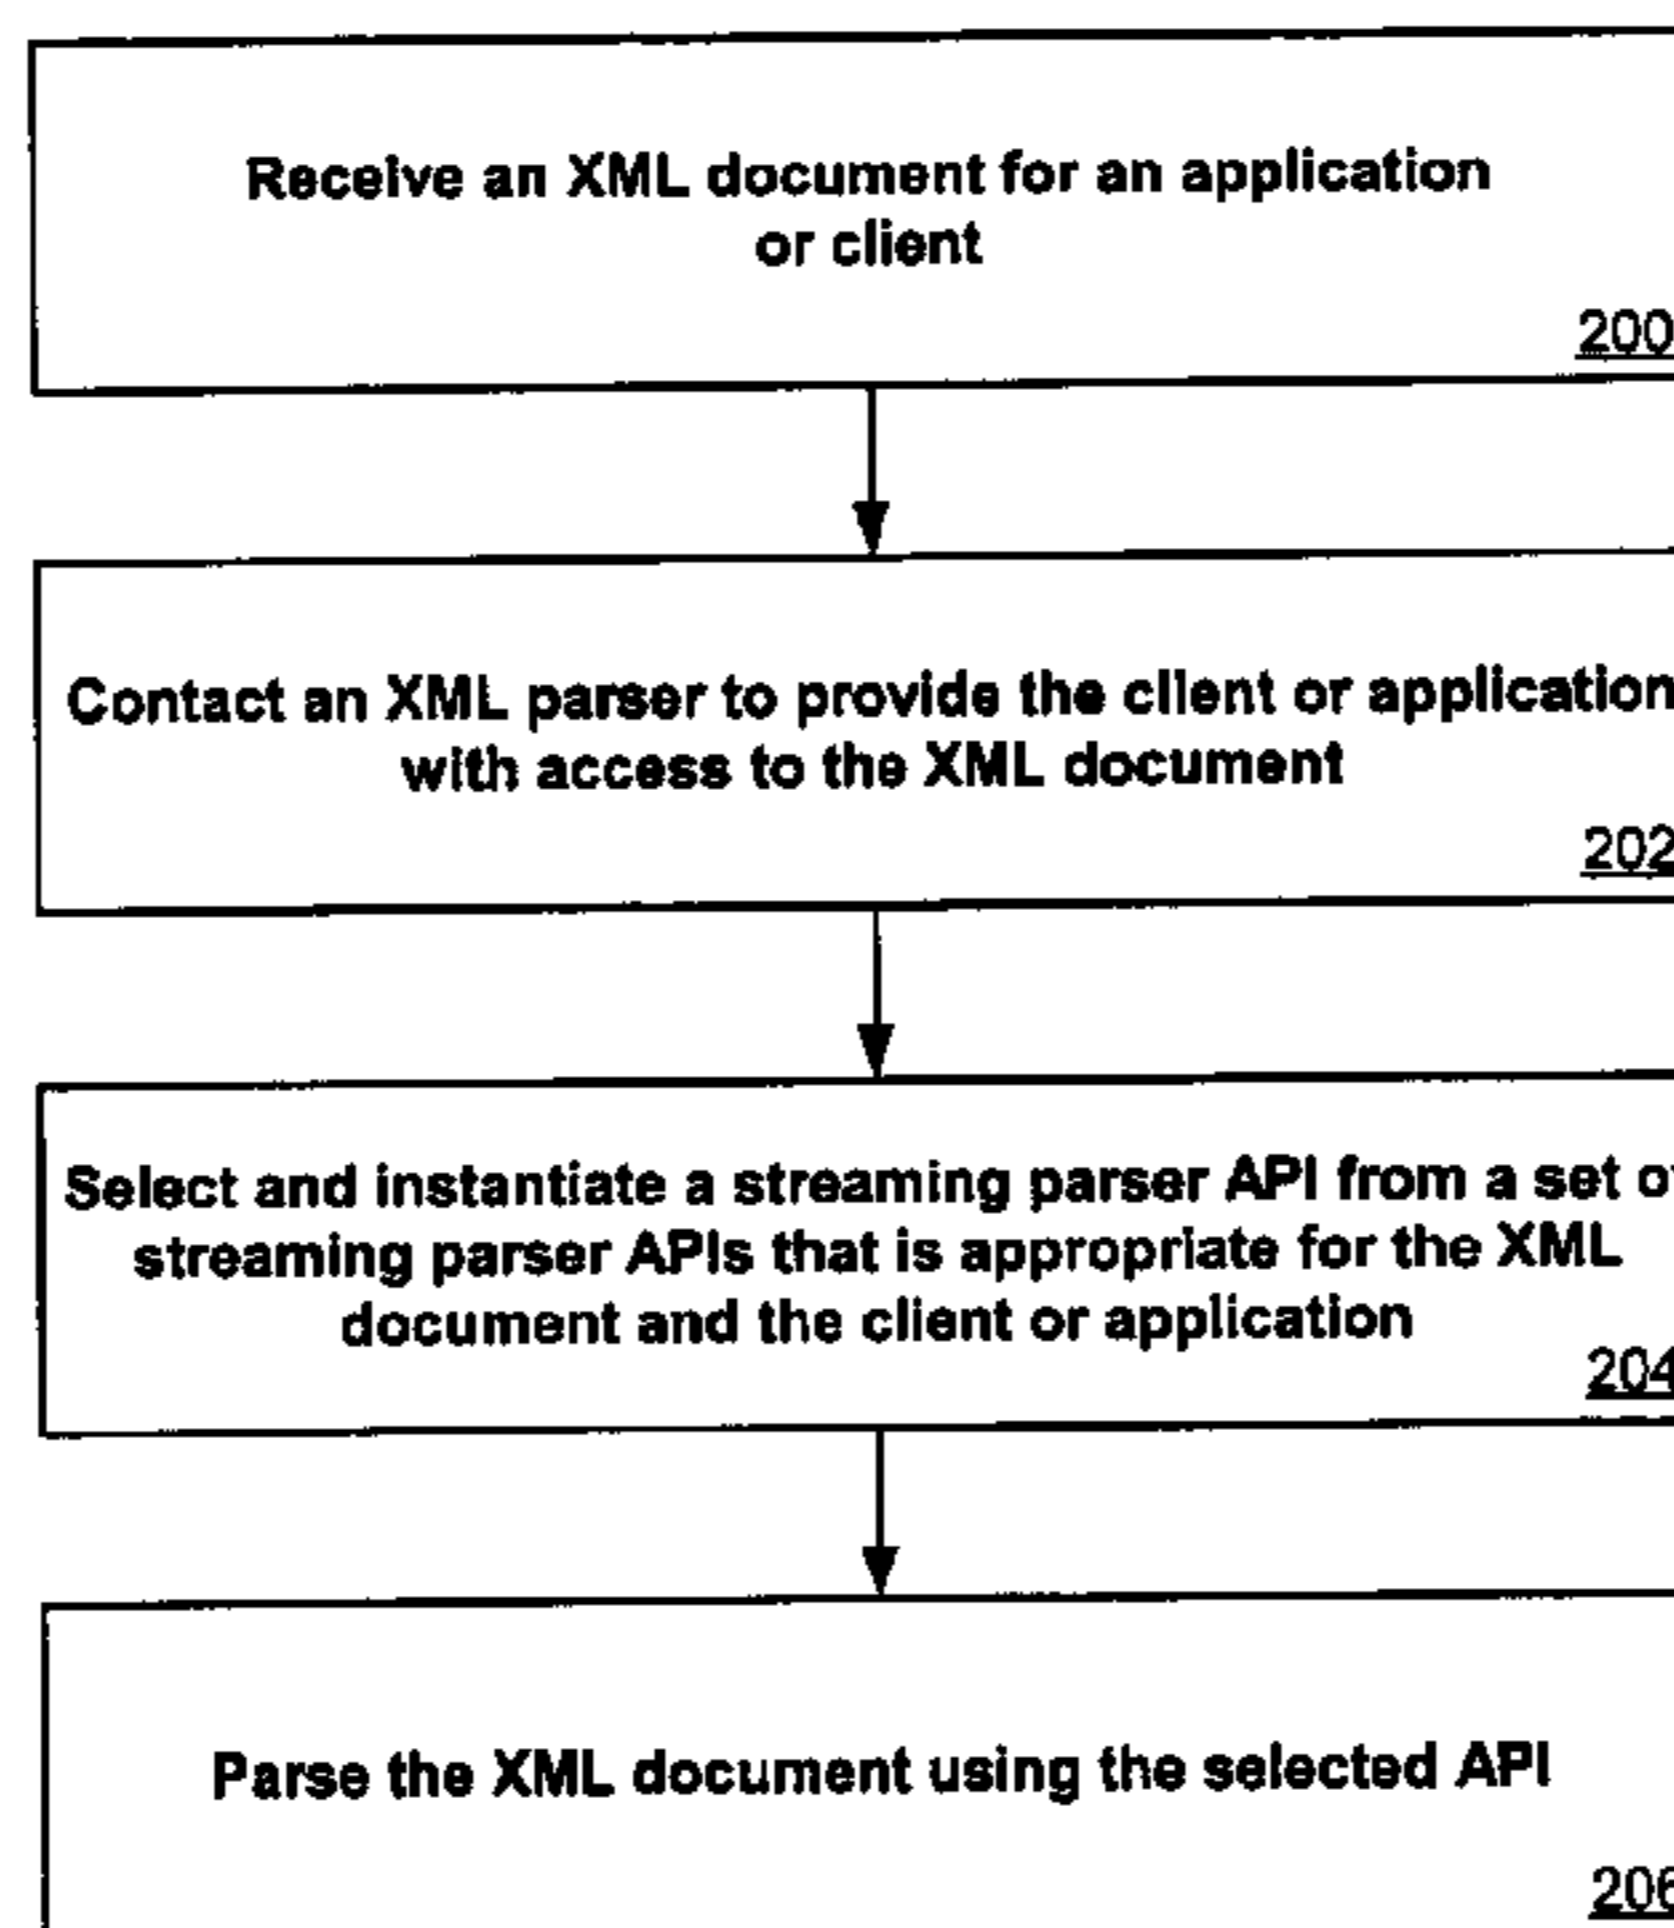 Receive an XML document for an application
or client
200
Contact an XML parser to provide the client or application
with access to the XML document
202
Select and instantiate a streaming parser API from a set of
streaming parser APIs that is appropriate for the XML
document and the client or application
204
Parse the XML document using the selected API
206